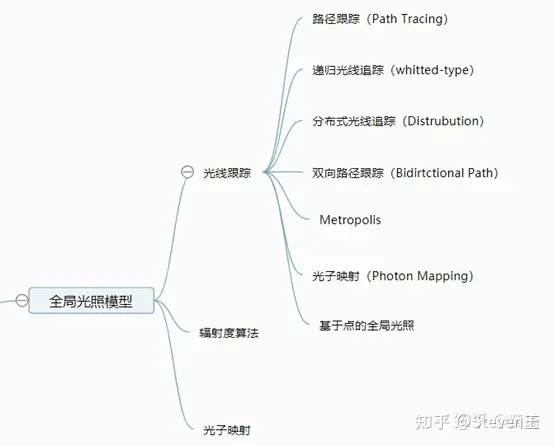 路径跟踪（Path Tracing）
递归光线追踪（whitted-type）
分布式光线追踪（Distrubution）
光线跟踪
双向路径跟踪（Bidirtctional Path）
Metropolis
光子映射（Photon Mapping）
全局光照模型
基于点的全局光照
辐射度算法
光子映射
知乎 @Steven